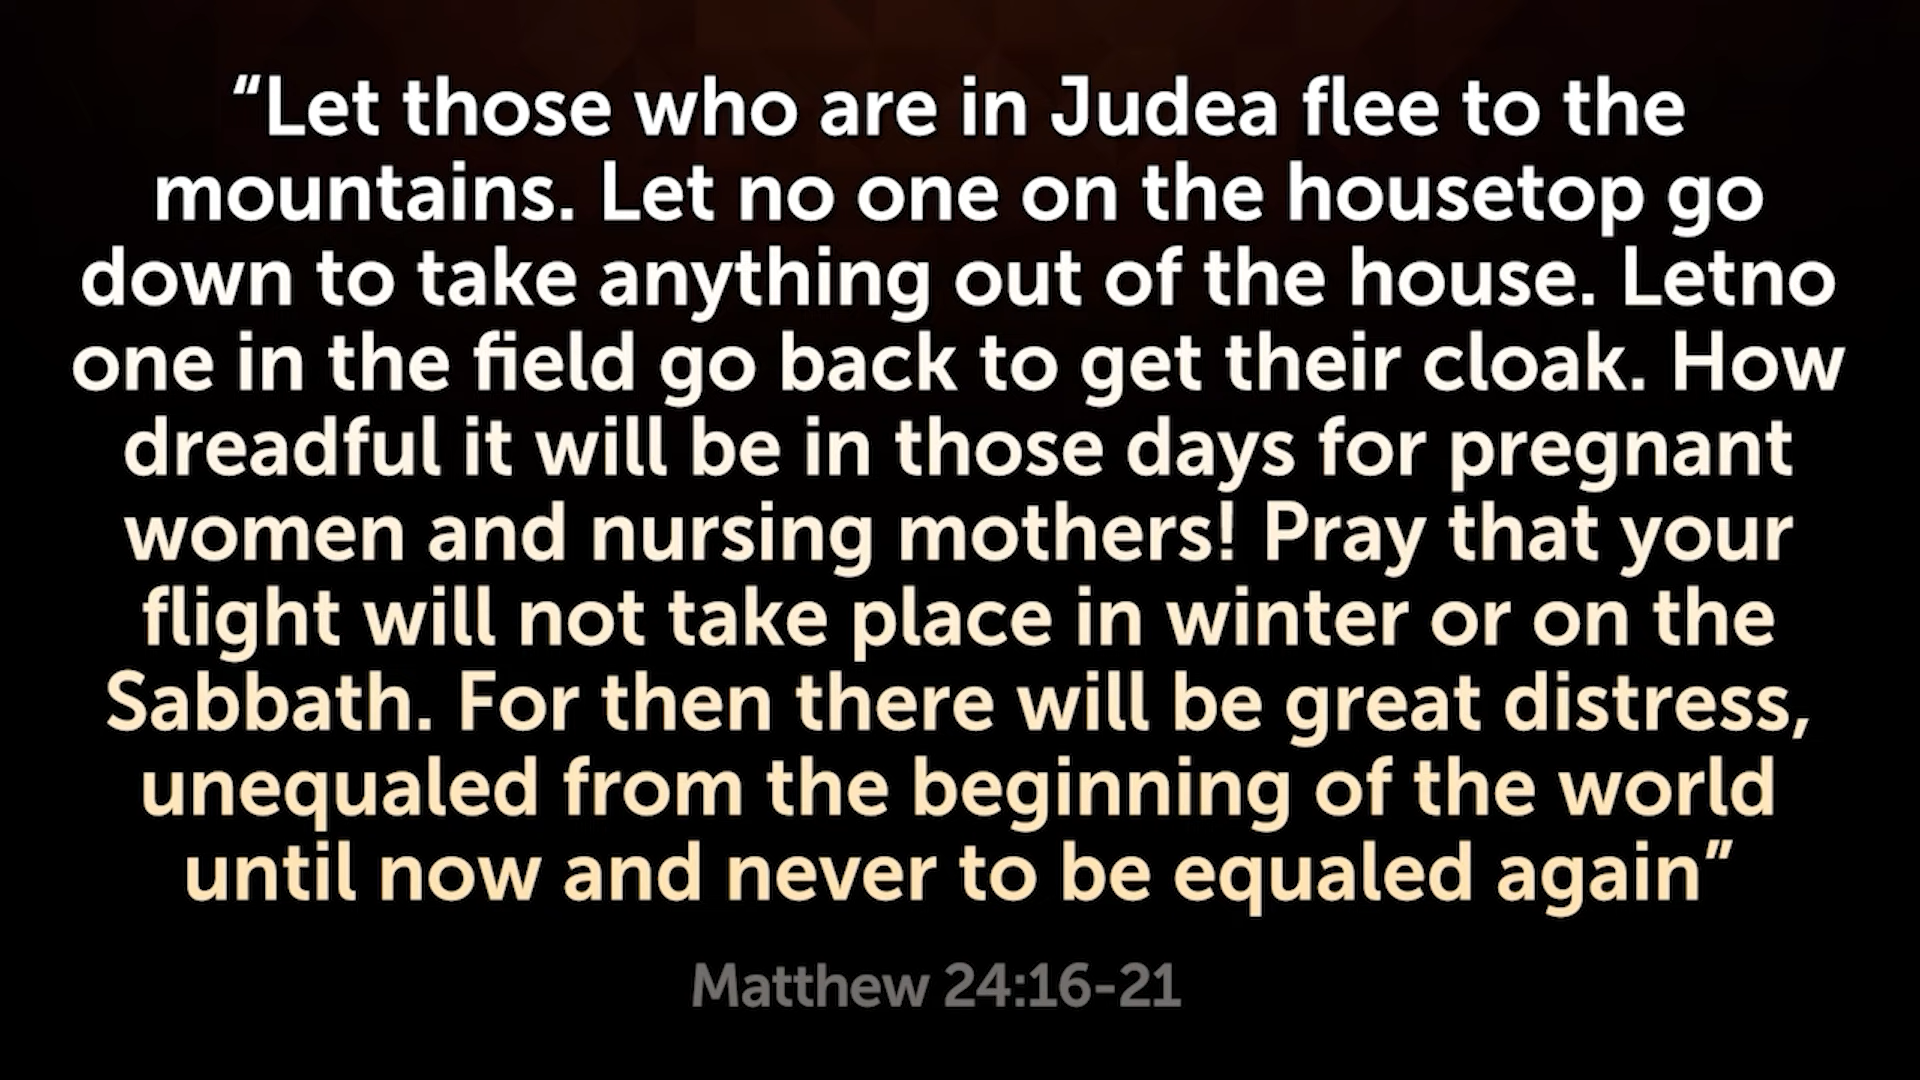 “Let those who are in Judea flee to the
mountains. Let no one on the housetop go
down to take anything out of the house. Letno
one in the field go back to get their cloak. How
dreadful it will be in those days for pregnant
women and nursing mothers! Pray that your
flight will not take place in winter or on the
Sabbath. For then there will be great distress,
unequaled from the beginning of the world
until now and never to be equaled again”
Matthew 24:16-21